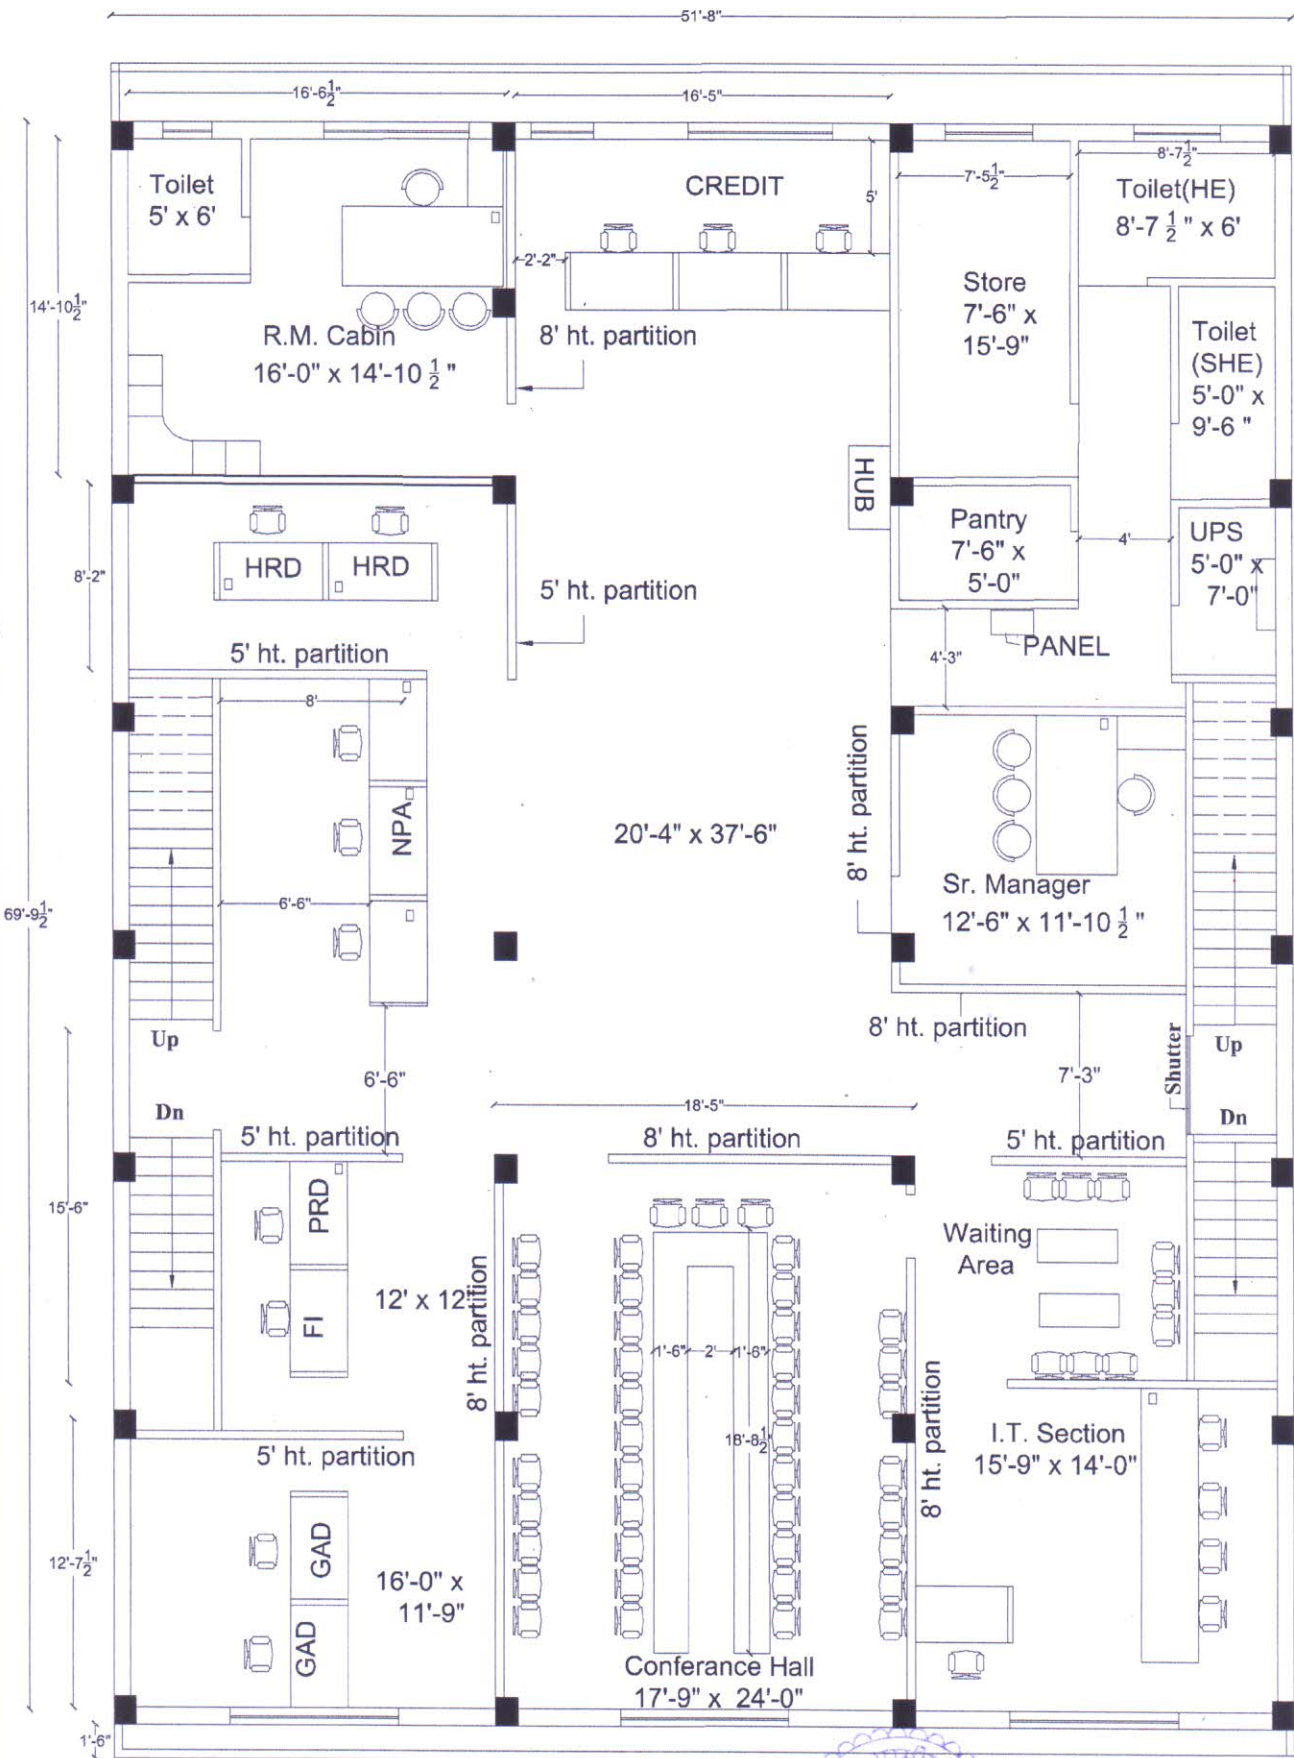 51'-8"
16'-6½"
16'-5"
8'-7½"
7'-5½"
5'
Toilet
5' x 6'
CREDIT
Toilet(HE)
8'-7 ½ " x 6'
2'-2"
Store
7'-6" x
15'-9"
14'-10½"
R.M. Cabin
16'-0" x 14'-10 ½ "
8' ht. partition
Toilet
(SHE)
5'-0" x
9'-6 "
HUB
Pantry
7'-6" x
5'-0"
4'
UPS
5'-0" x
7'-0"
HRD
HRD
8'-2"
5' ht. partition
5' ht. partition
4'-3"
PANEL
8'
NPA
6'-6"
20'-4" x 37'-6"
8' ht. partition
Sr. Manager
12'-6" x 11'-10 ½ "
69'-9½"
8' ht. partition
Up
Dn
6'-6"
7'-3"
Shutter
Up
Dn
18'-5"
5' ht. partition
8' ht. partition
5' ht. partition
15'-6"
PRD
FI
12' x 12'
8' ht. partition
Waiting
Area
1'-6"
2'
1'-6"
18'-8½"
8' ht. partition
I.T. Section
15'-9" x 14'-0"
5' ht. partition
12'-7½"
GAD
GAD
16'-0" x
11'-9"
Conferance Hall
17'-9" x 24'-0"
1'-6"